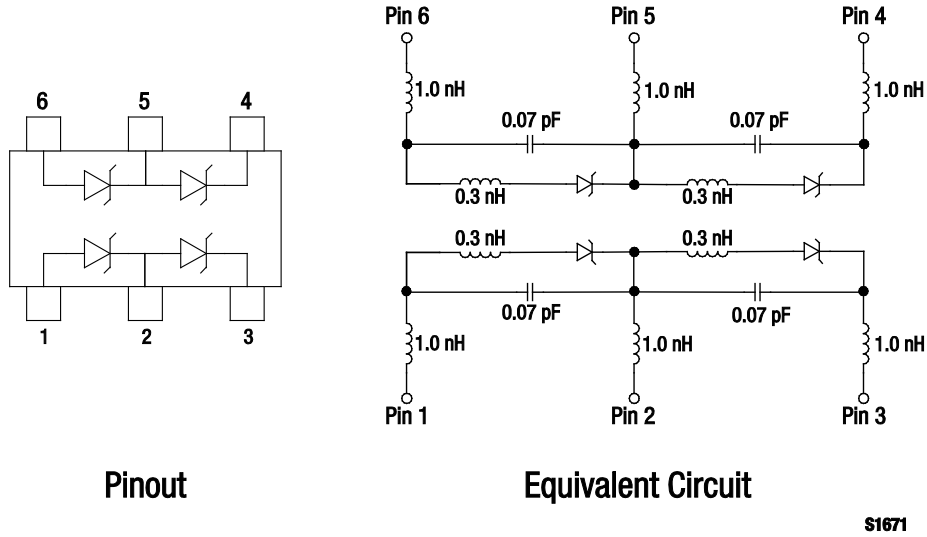 Pin 6 Pin 5 Pin 4
1.0 nH 1.0 nH 1.0 nH
6 5 4
0.07 pF 0.07 pF
0.3 nH 0.3 nH
0.3 nH 0.3 nH
0.07 pF 0.07 pF
1 2 3
1.0 nH 1.0 nH 1.0 nH
Pin 1 Pin 2 Pin 3
Pinout Equivalent Circuit
S1671